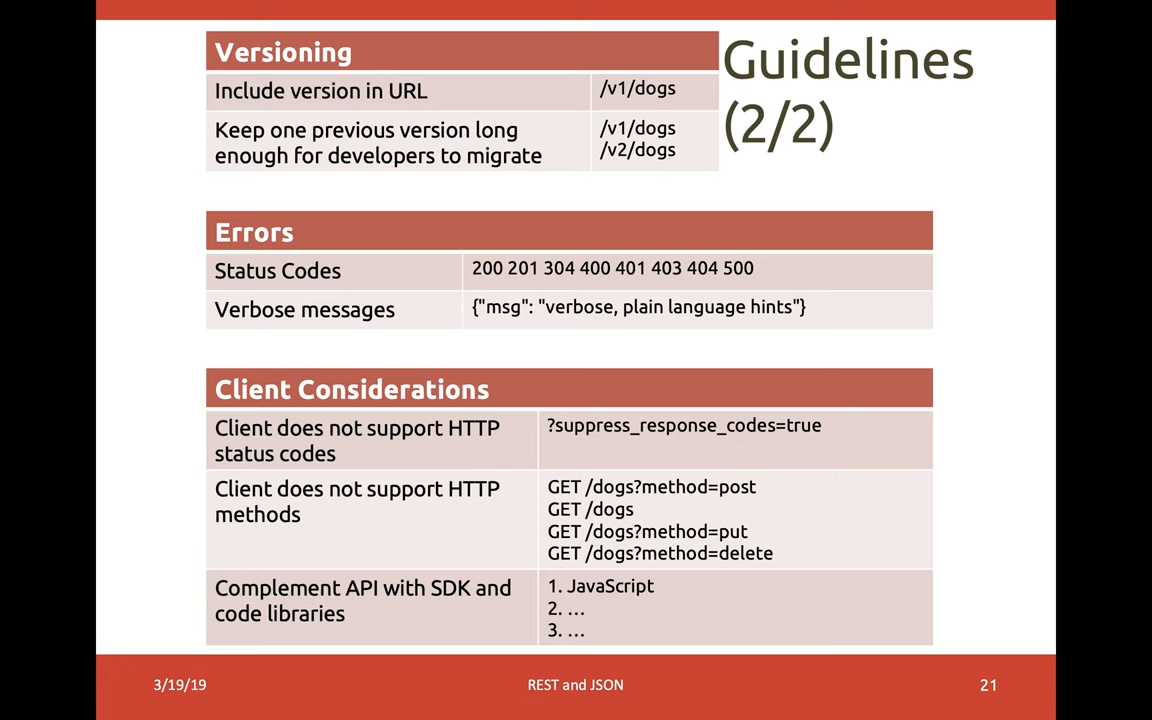 Guidelines
(2/2)
Versioning
Include version in URL
/v1/dogs
Keep one previous version long
enough for developers to migrate
/v1/dogs
/v2/dogs
Errors
Status Codes
200 201 304 400 401 403 404 500
Verbose messages
{"msg": "verbose, plain language hints"}
Client Considerations
Client does not support HTTP
status codes
?suppress_response_codes=true
Client does not support HTTP
methods
GET /dogs?method=post
GET /dogs
GET /dogs?method=put
GET /dogs?method=delete
Complement API with SDK and
code libraries
1. JavaScript
2. …
3. …
3/19/19
REST and JSON
21